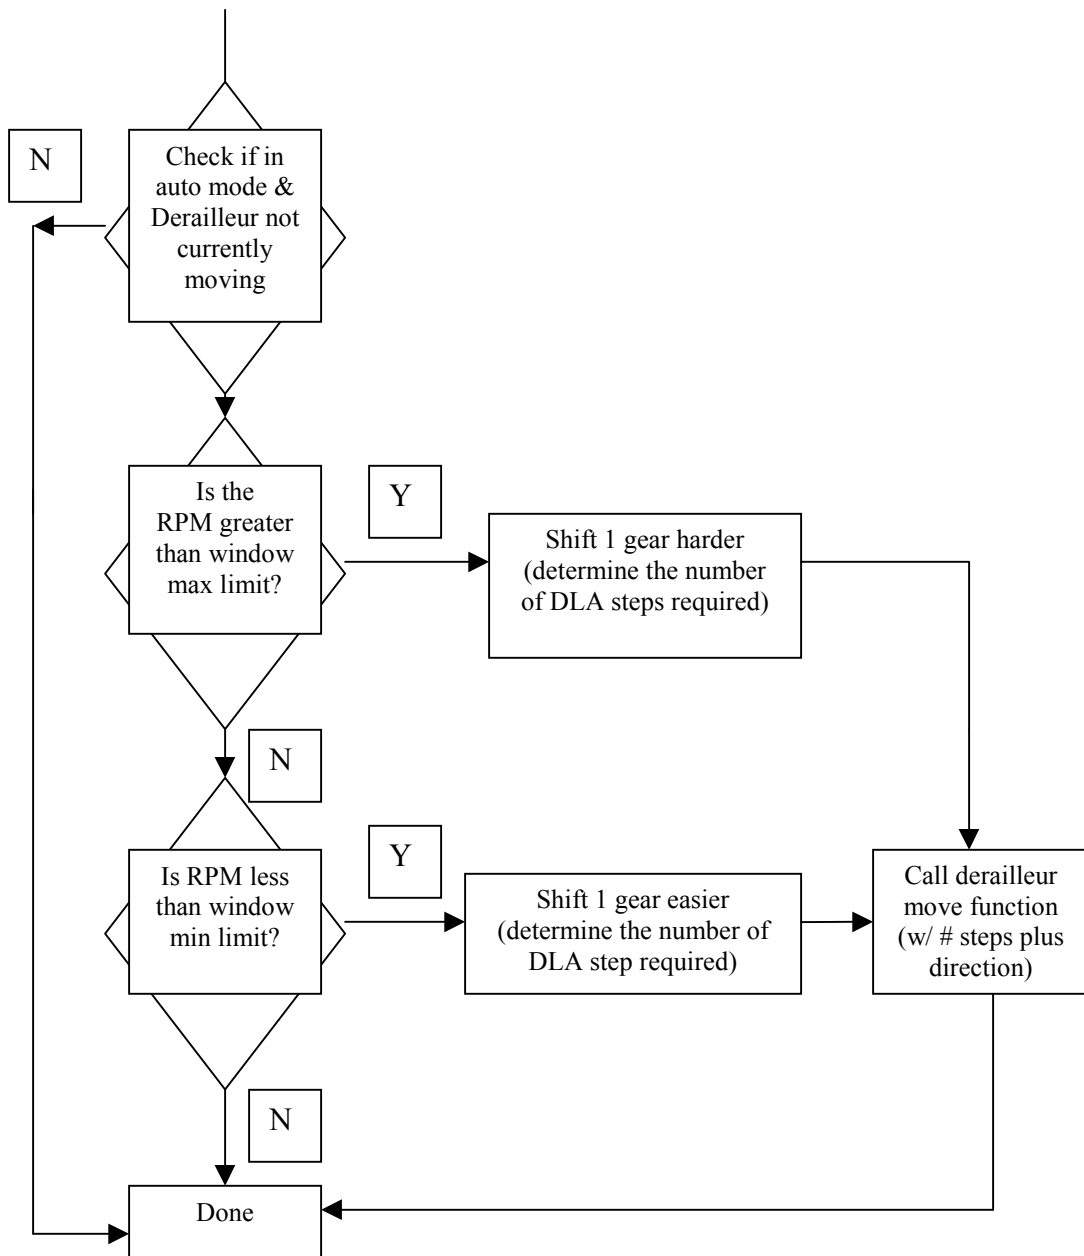 N
Check if in
auto mode &
Derailleur not
currently
moving
Is the
RPM greater
than window
max limit?
Y
Shift 1 gear harder
(determine the number
of DLA steps required)
N
Is RPM less
than window
min limit?
Y
Shift 1 gear easier
(determine the number of
DLA step required)
Call derailleur
move function
(w/ # steps plus
direction)
N
Done